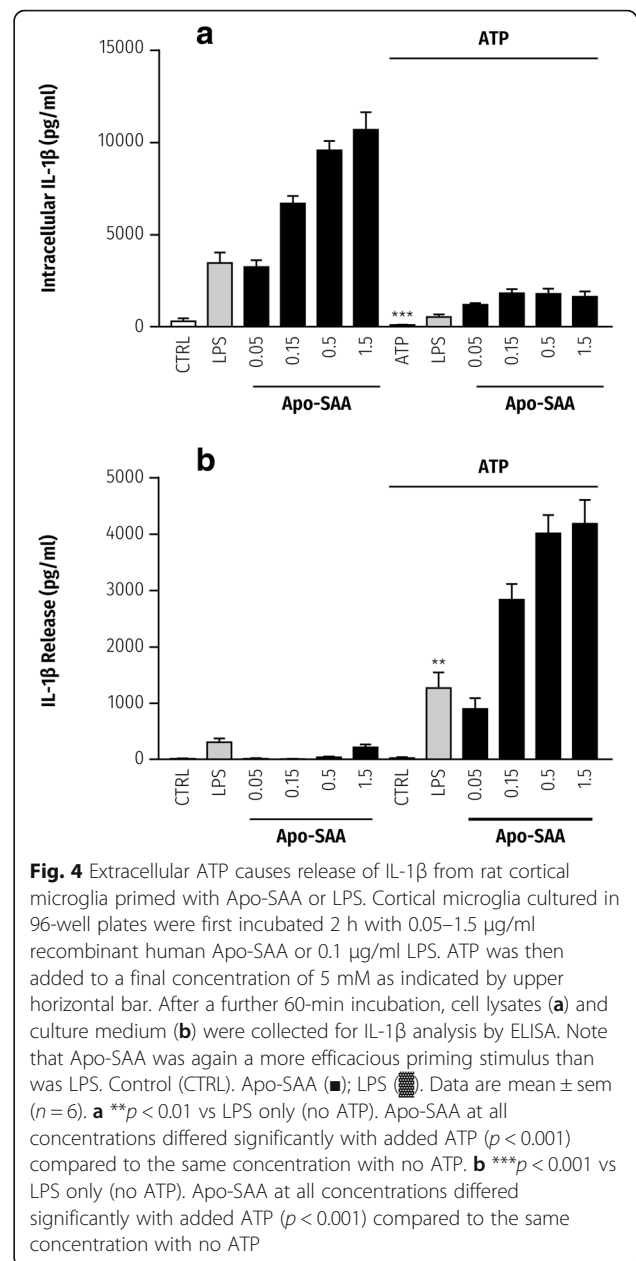 a
ATP
Intracellular IL-1β (pg/ml)
15000
10000
5000
0
***
CTRL
LPS
0.05
0.15
0.5
1.5
ATP
LPS
0.05
0.15
0.5
1.5
Apo-SAA
Apo-SAA
b
ATP
IL-1β Release (pg/ml)
5000
4000
3000
2000
1000
0
**
CTRL
LPS
0.05
0.15
0.5
1.5
CTRL
LPS
0.05
0.15
0.5
1.5
Apo-SAA
Apo-SAA
Fig. 4 Extracellular ATP causes release of IL-1β from rat cortical
microglia primed with Apo-SAA or LPS. Cortical microglia cultured in
96-well plates were first incubated 2 h with 0.05–1.5 μg/ml
recombinant human Apo-SAA or 0.1 μg/ml LPS. ATP was then
added to a final concentration of 5 mM as indicated by upper
horizontal bar. After a further 60-min incubation, cell lysates (a) and
culture medium (b) were collected for IL-1β analysis by ELISA. Note
that Apo-SAA was again a more efficacious priming stimulus than
was LPS. Control (CTRL). Apo-SAA (■); LPS (▓). Data are mean ± sem
(n = 6). a **p < 0.01 vs LPS only (no ATP). Apo-SAA at all
concentrations differed significantly with added ATP (p < 0.001)
compared to the same concentration with no ATP. b ***p < 0.001 vs
LPS only (no ATP). Apo-SAA at all concentrations differed
significantly with added ATP (p < 0.001) compared to the same
concentration with no ATP